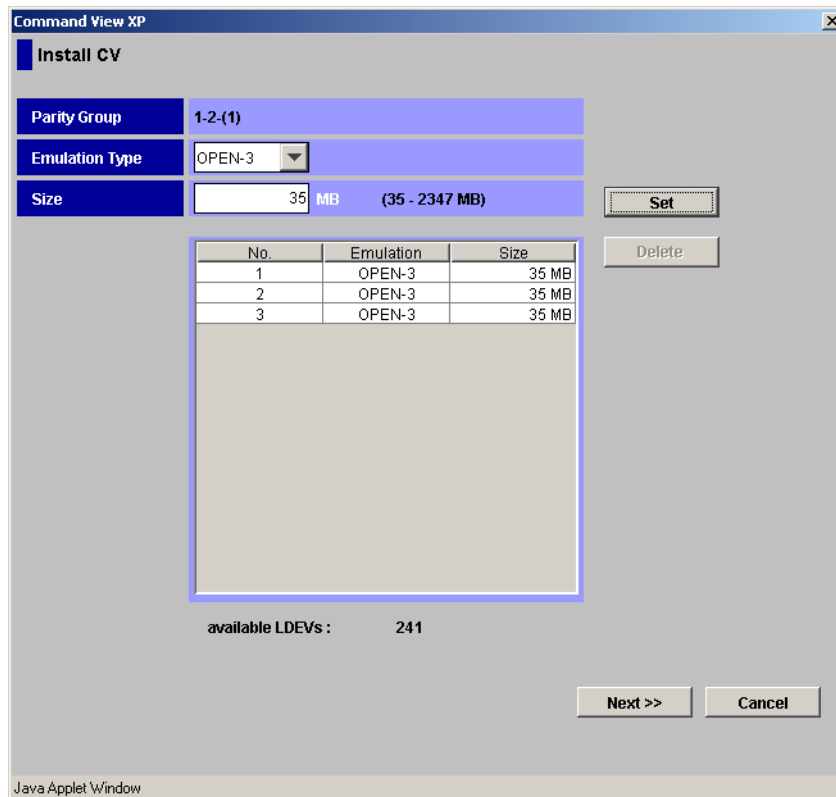 Command View XP
Install CV
Parity Group 1-2-(1)
Emulation Type OPEN-3
Size 35 MB (35 - 2347 MB) Set
Delete
No. Emulation Size
1 OPEN-3 35 MB
2 OPEN-3 35 MB
3 OPEN-3 35 MB
available LDEVs : 241
Next >> Cancel
Java Applet Window